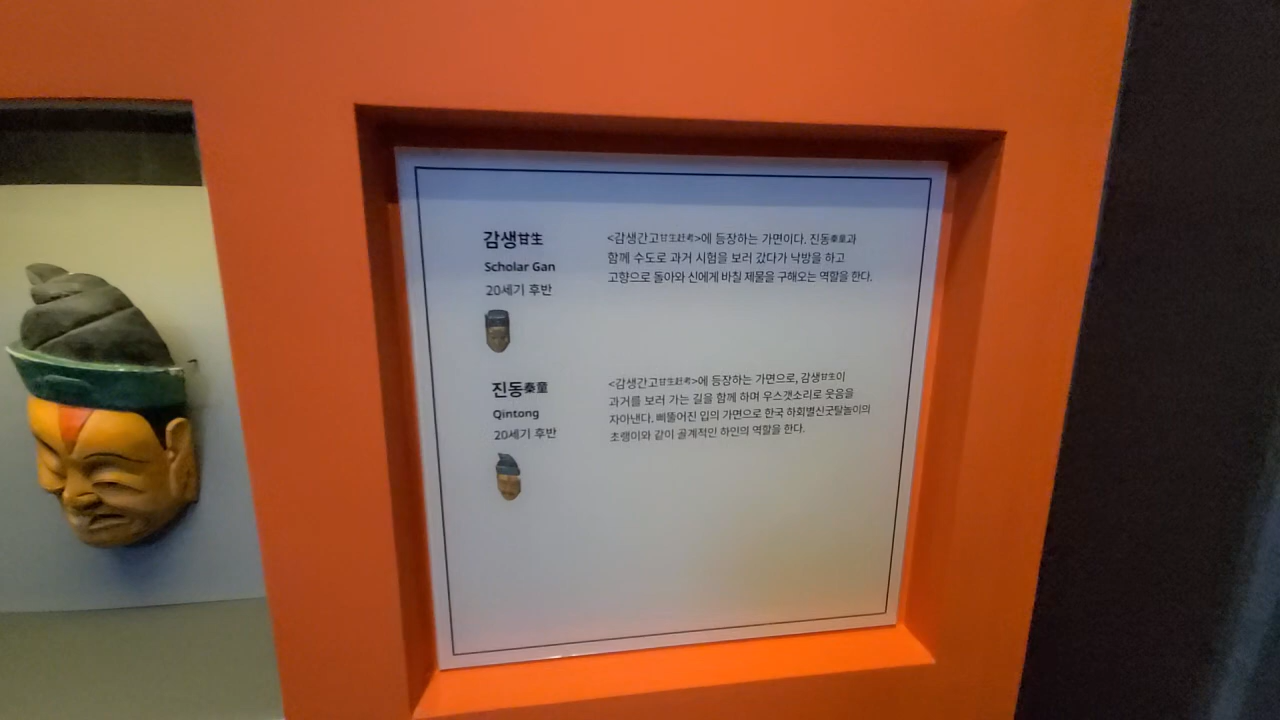 감생甘生
Scholar Gan
20세기 후반
<감생간고甘生赶考>에 등장하는 가면이다. 진동秦童과
함께 수도로 과거 시험을 보러 갔다가 낙방을 하고
고향으로 돌아와 신에게 바칠 제물을 구해오는 역할을 한다.
진동秦童
Qintong
20세기 후반
<감생간고甘生赶考>에 등장하는 가면으로, 감생甘生이
과거를 보러 가는 길을 함께 하며 우스갯소리로 웃음을
자아낸다. 삐뚤어진 입의 가면으로 한국 하회별신굿탈놀이의
초랭이와 같이 골계적인 하인의 역할을 한다.